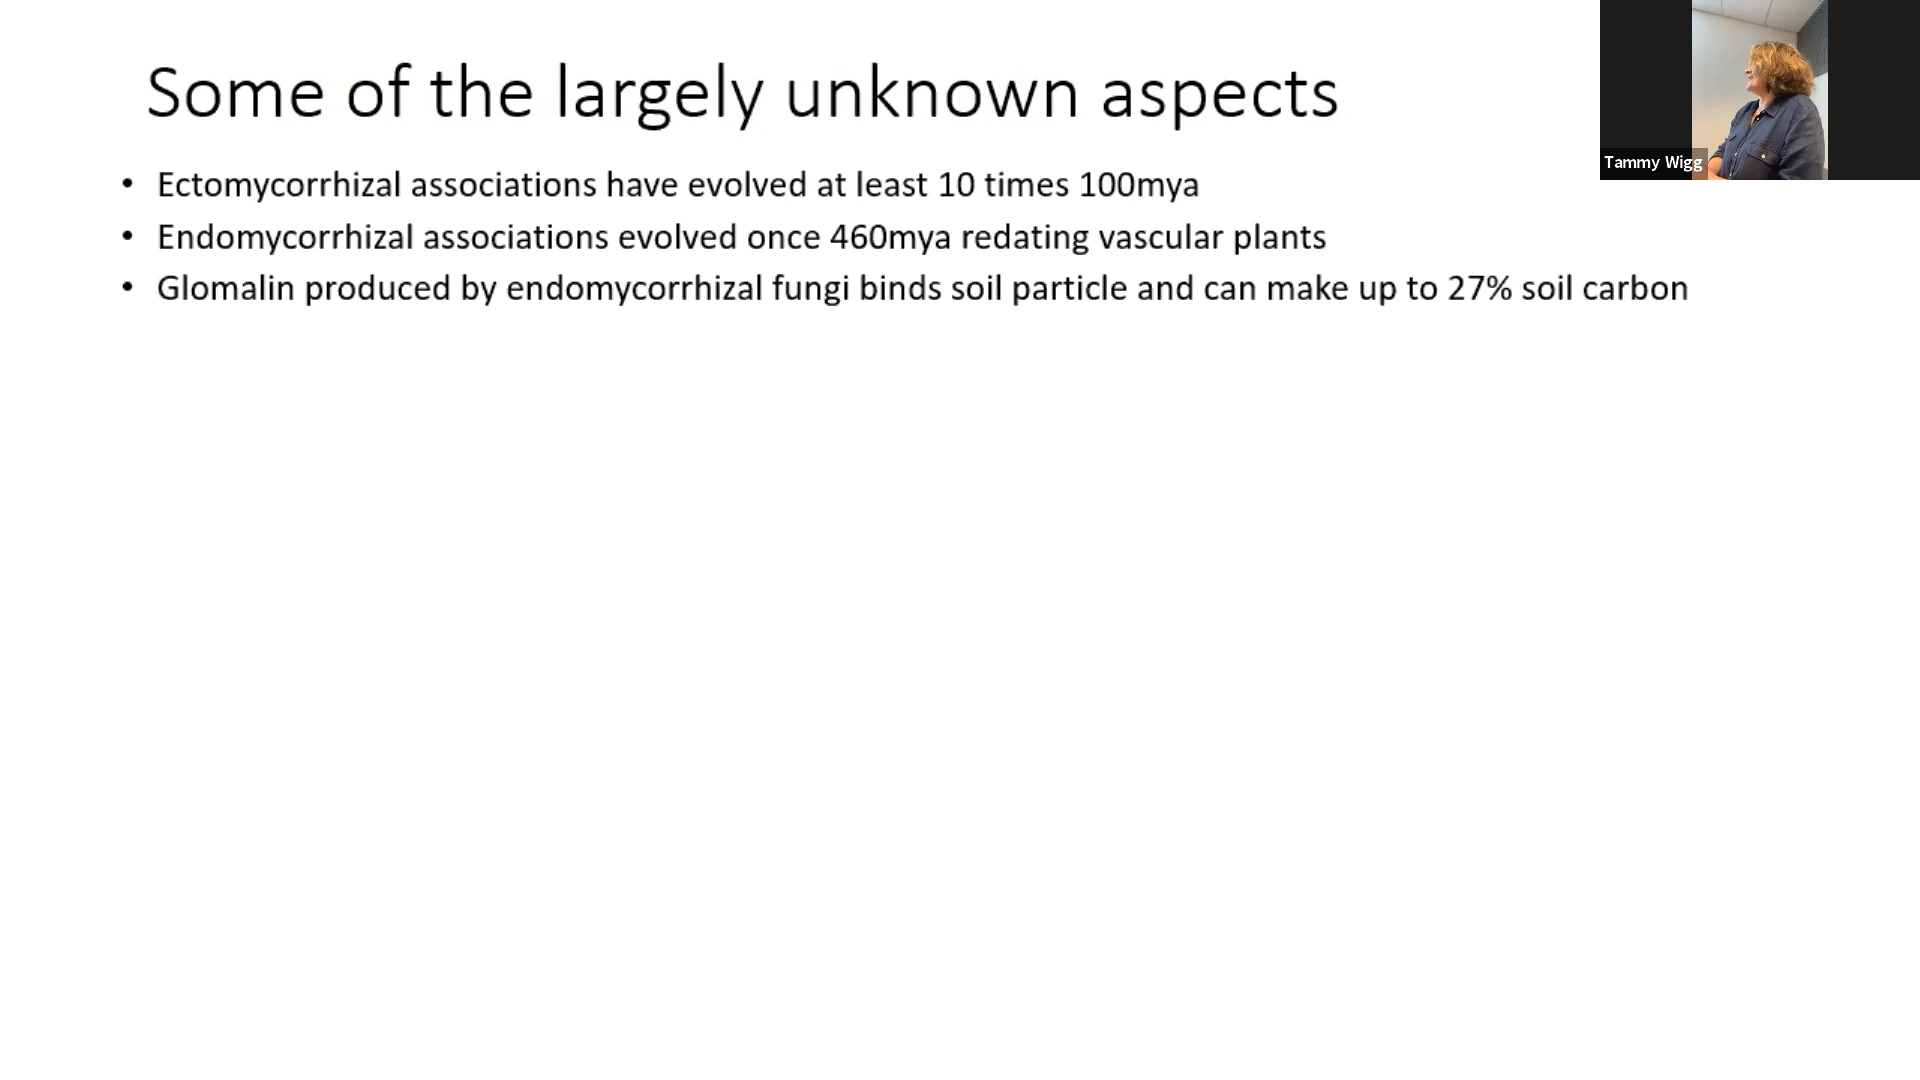 Some of the largely unknown aspects
• Ectomycorrhizal associations have evolved at least 10 times 100mya
• Endomycorrhizal associations evolved once 460mya redating vascular plants
• Glomalin produced by endomycorrhizal fungi binds soil particle and can make up to 27% soil carbon
Tammy Wigg